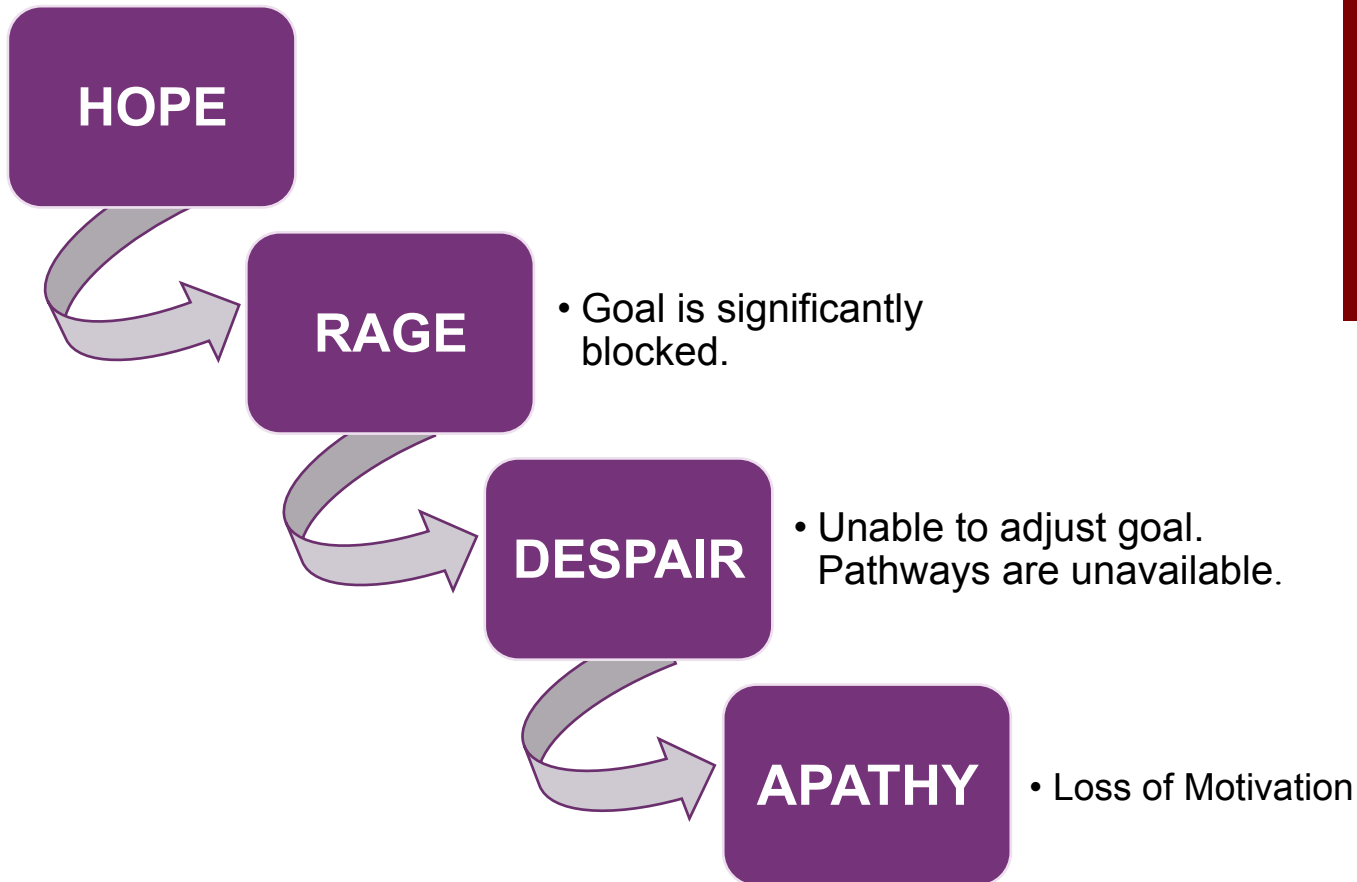 HOPE
RAGE
• Goal is significantly
blocked.
DESPAIR
• Unable to adjust goal.
Pathways are unavailable.
APATHY
• Loss of Motivation